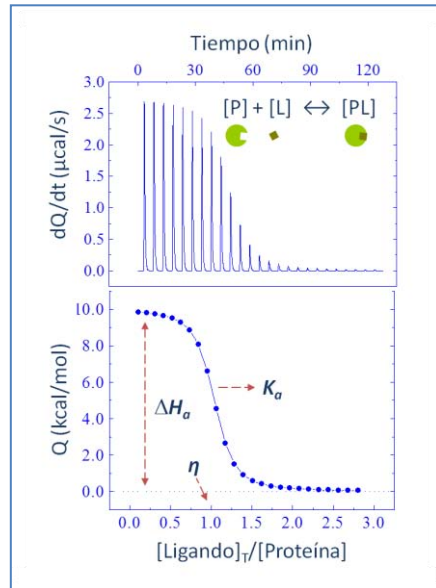 Tiempo (min)
0 30 60 90 120
3.0
2.5
2.0
1.5
1.0
0.5
0.0
dQ/dt (µcal/s)
[P] + [L] ↔ [PL]
10.0
8.0
6.0
4.0
2.0
0.0
Q (kcal/mol)
ΔHₐ
Kₐ
η
0.0 0.5 1.0 1.5 2.0 2.5 3.0
[Ligando]T/[Proteína]